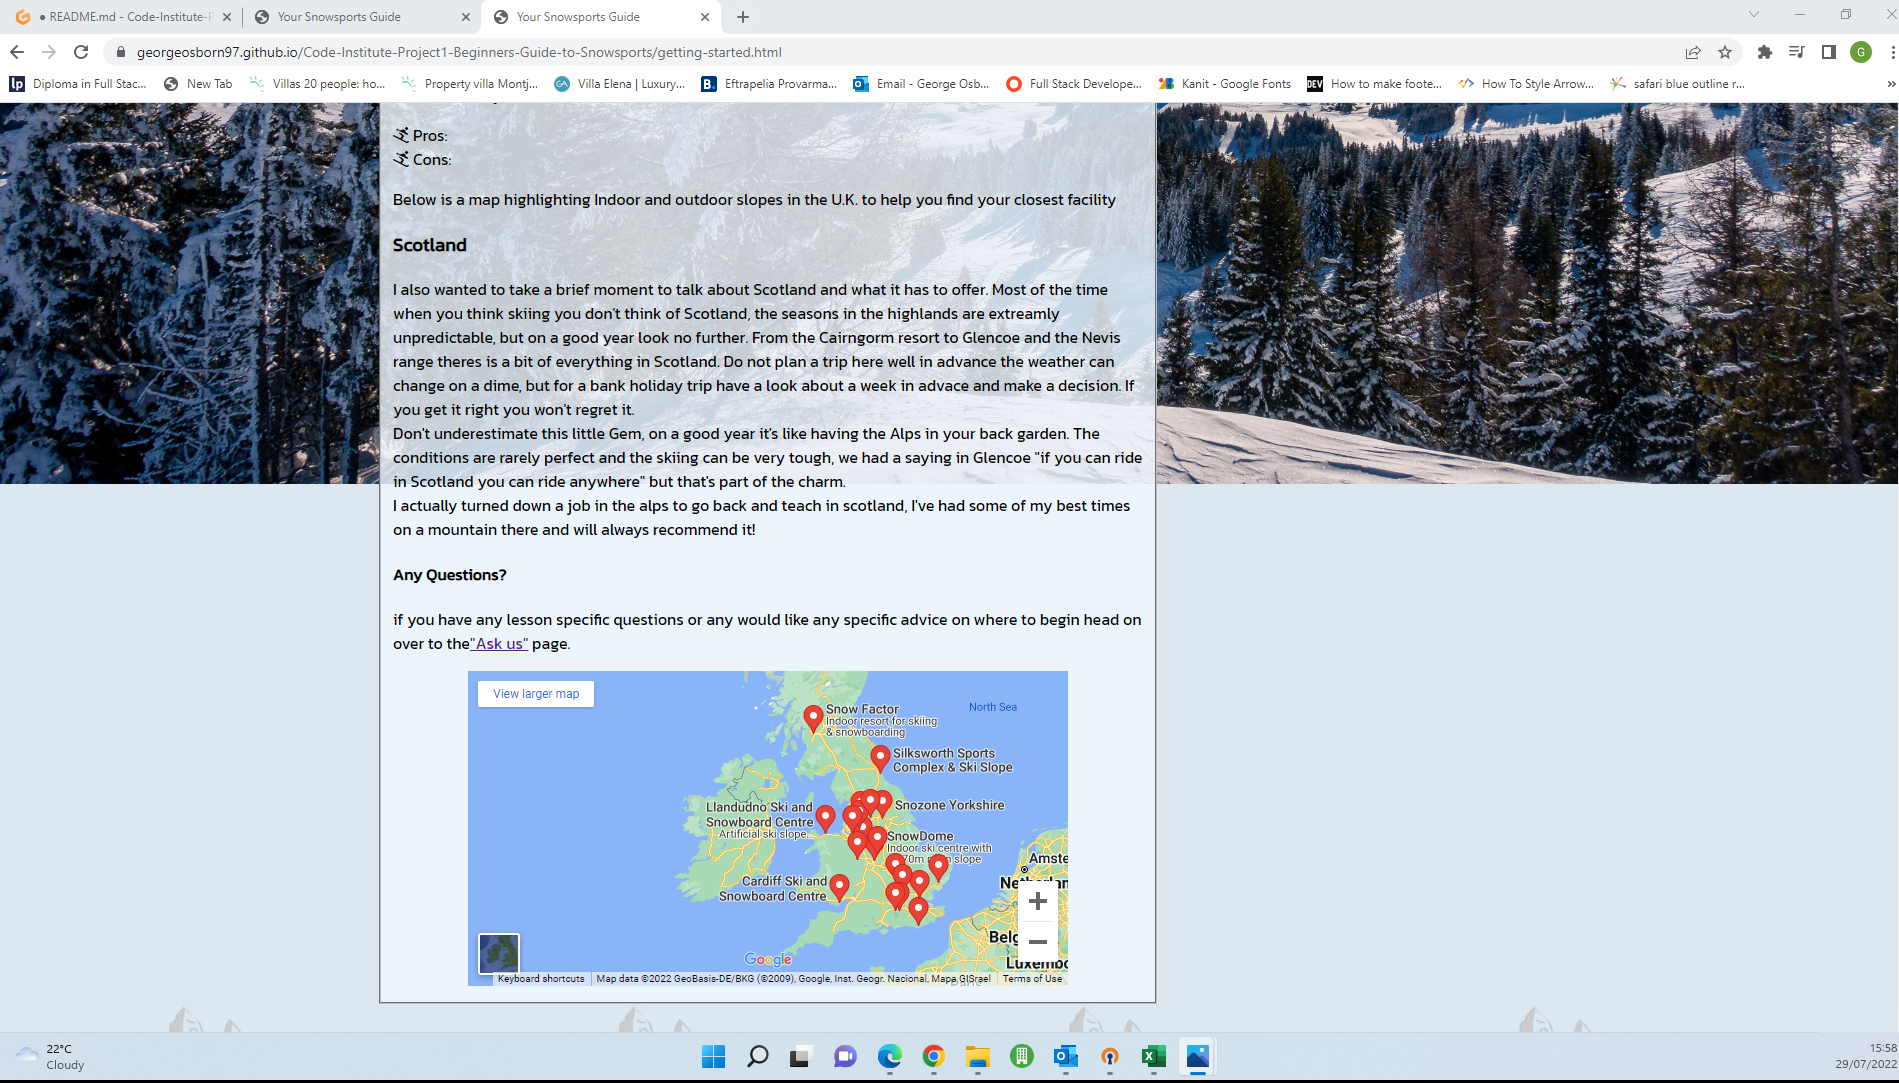 README.md - Code-Institute-P
Your Snowsports Guide
Your Snowsports Guide
georgeosborn97.github.io/Code-Institute-Project1-Beginners-Guide-to-Snowsports/getting-started.html
G
lp Diploma in Full Stac...
New Tab
Villas 20 people: ho...
Property villa Montj...
GA Villa Elena | Luxury...
B. Eftrapelia Provarma...
Email - George Osb...
Full Stack Develope...
Kanit - Google Fonts
DEV How to make foote...
How To Style Arrow...
safari blue outline r...
»
Pros:
Cons:
Below is a map highlighting Indoor and outdoor slopes in the U.K. to help you find your closest facility
Scotland
I also wanted to take a brief moment to talk about Scotland and what it has to offer. Most of the time
when you think skiing you don't think of Scotland, the seasons in the highlands are extreamly
unpredictable, but on a good year look no further. From the Cairngorm resort to Glencoe and the Nevis
range theres is a bit of everything in Scotland. Do not plan a trip here well in advance the weather can
change on a dime, but for a bank holiday trip have a look about a week in advace and make a decision. If
you get it right you won't regret it.
Don't underestimate this little Gem, on a good year it's like having the Alps in your back garden. The
conditions are rarely perfect and the skiing can be very tough, we had a saying in Glencoe "if you can ride
in Scotland you can ride anywhere" but that's part of the charm.
I actually turned down a job in the alps to go back and teach in scotland, I've had some of my best times
on a mountain there and will always recommend it!
Any Questions?
if you have any lesson specific questions or any would like any specific advice on where to begin head on
over to the"Ask us" page.
View larger map
North Sea
Snow Factor
Indoor resort for skiing
& snowboarding
Silksworth Sports
Complex & Ski Slope
Snozone Yorkshire
Llandudno Ski and
Snowboard Centre
Artificial ski slope...
SnowDome
Indoor ski centre with
slope
Cardiff Ski and
Snowboard Centre
Amste
Belg
Luxembo
Google
Keyboard shortcuts
Map data ©2022 GeoBasis-DE/BKG (©2009), Google, Inst. Geogr. Nacional, Mapa GISrael
Terms of Use
22°C
Cloudy
15:58
29/07/2022